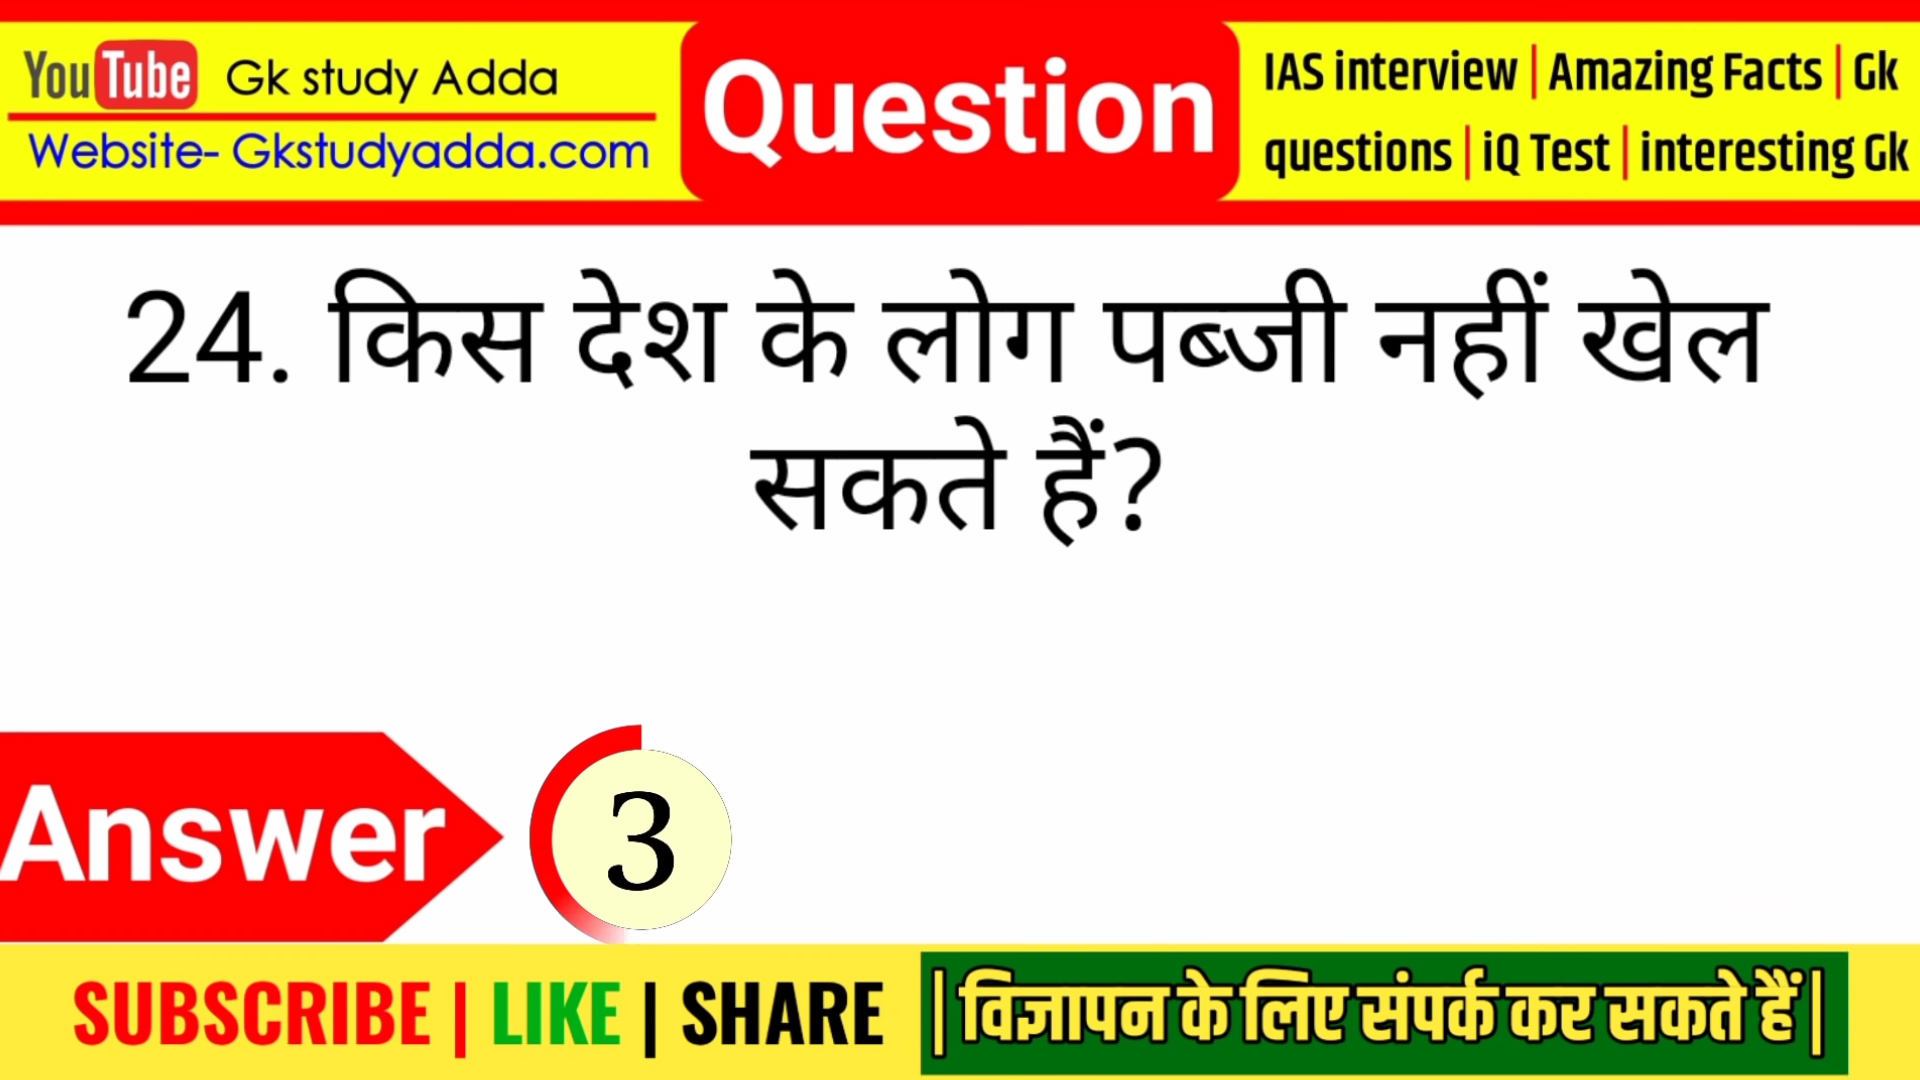 YouTube Gk study Adda
Website- Gkstudyadda.com
Question
IAS interview | Amazing Facts | Gk
questions | iQ Test | interesting Gk
24. किस देश के लोग पब्जी नहीं खेल
सकते हैं?
Answer
3
SUBSCRIBE | LIKE | SHARE
| विज्ञापन के लिए संपर्क कर सकते हैं |